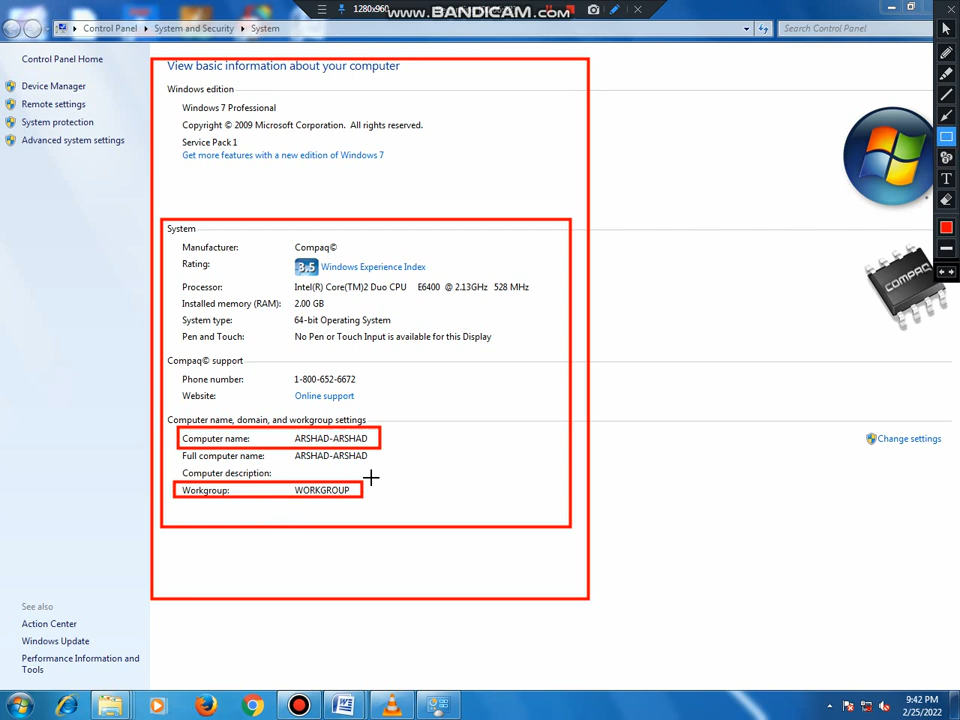 1280x960
www.BANDICAM.com
Control Panel ▸ System and Security ▸ System
Search Control Panel
Control Panel Home
Device Manager
Remote settings
System protection
Advanced system settings
View basic information about your computer
Windows edition
Windows 7 Professional
Copyright © 2009 Microsoft Corporation. All rights reserved.
Service Pack 1
Get more features with a new edition of Windows 7
System
Manufacturer: Compaq©
Rating: 3,5 Windows Experience Index
Processor: Intel(R) Core(TM)2 Duo CPU E6400 @ 2.13GHz 528 MHz
Installed memory (RAM): 2.00 GB
System type: 64-bit Operating System
Pen and Touch: No Pen or Touch Input is available for this Display
COMPAQ
Compaq© support
Phone number: 1-800-652-6672
Website: Online support
Computer name, domain, and workgroup settings
Computer name: ARSHAD-ARSHAD
Change settings
Full computer name: ARSHAD-ARSHAD
Computer description:
Workgroup: WORKGROUP
See also
Action Center
Windows Update
Performance Information and
Tools
9:42 PM
2/25/2022